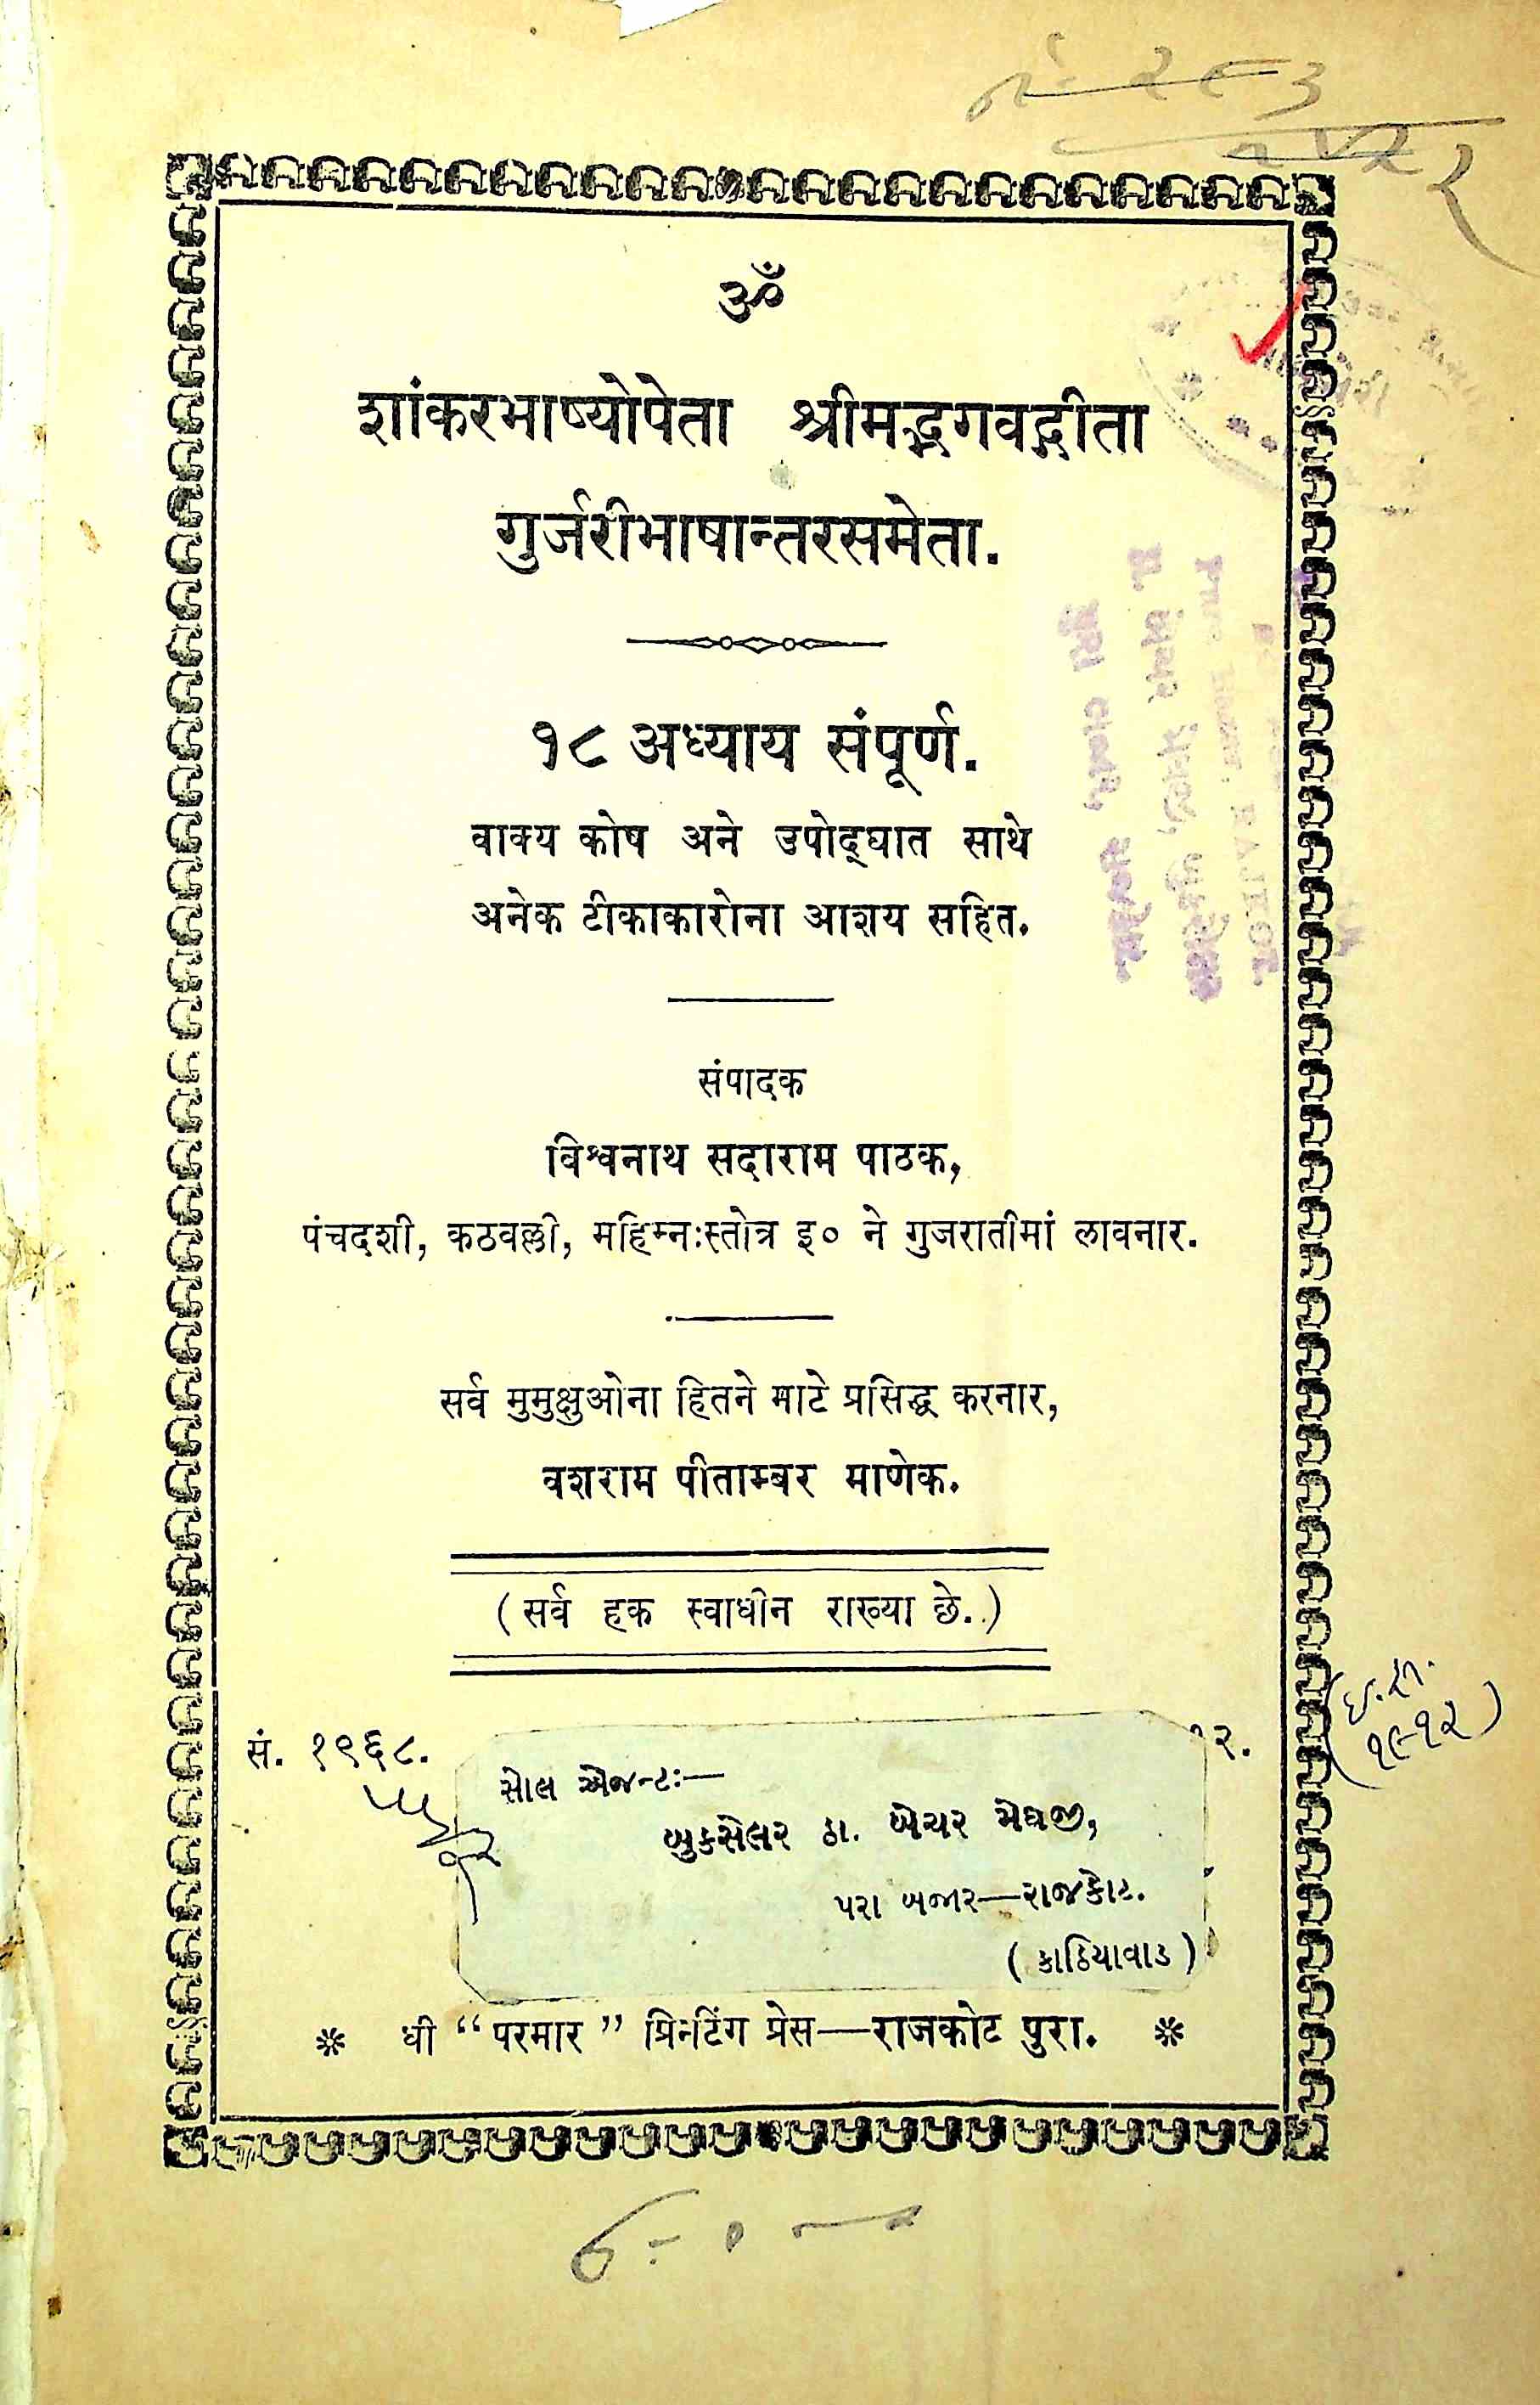 ॐ
शांकरभाष्योपेता श्रीमद्भगवद्गीता
गुर्जरीभाषान्तरसमेता.
१८ अध्याय संपूर्ण.
वाक्य कोष अने उपोद्घात साथे
अनेक टीकाकारोना आशय सहित.
संपादक
विश्वनाथ सदाराम पाठक,
पंचदशी, कठवल्ली, महिम्नःस्तोत्र इ० ने गुजरातीमां लावनार.
सर्व मुमुक्षुओना हितने माटे प्रसिद्ध करनार,
वशराम पीताम्बर माणेक.
(सर्व हक स्वाधीन राख्या छे.)
सं. १९६८.
(ઇ.સ.
૧૯૧૨)
સોલ એજન્ટઃ—
બુકસેલર ઠા. બેચર મેઘજી,
પરા બજાર—રાજકોટ.
(કાઠિયાવાડ)
* धी “परमार” प्रिन्टिंग प्रेस—राजकोट पुरा. *